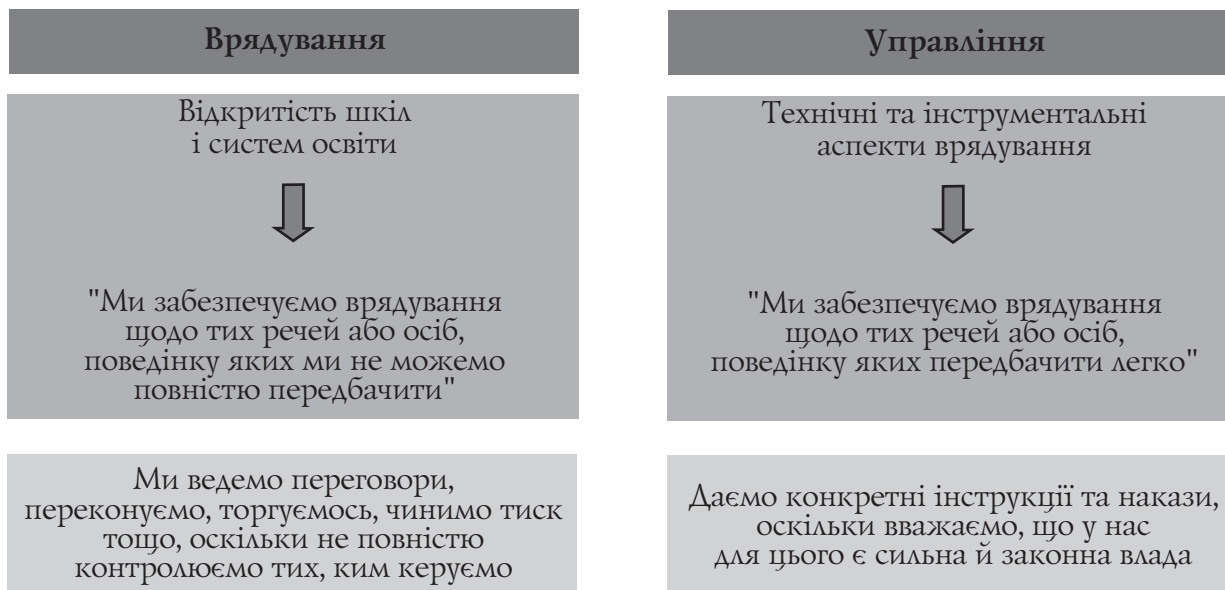 Врядування
Відкритість шкіл
і систем освіти
"Ми забезпечуємо врядування
щодо тих речей або осіб,
поведінку яких ми не можемо
повністю передбачити"
Ми ведемо переговори,
переконуємо, торгуємось, чинимо тиск
тощо, оскільки не повністю
контролюємо тих, ким керуємо
Управління
Технічні та інструментальні
аспекти врядування
"Ми забезпечуємо врядування
щодо тих речей або осіб,
поведінку яких передбачити легко"
Даємо конкретні інструкції та накази,
оскільки вважаємо, що у нас
для цього є сильна й законна влада